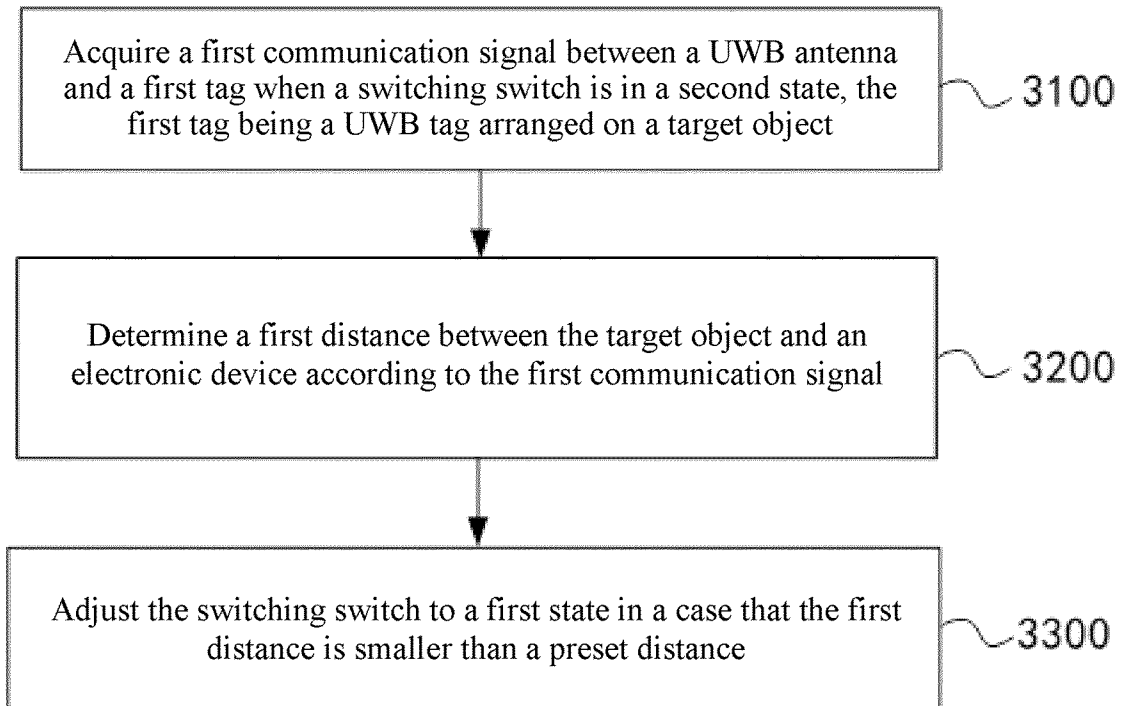 Acquire a first communication signal between a UWB antenna
and a first tag when a switching switch is in a second state, the
first tag being a UWB tag arranged on a target object
3100
Determine a first distance between the target object and an
electronic device according to the first communication signal
3200
Adjust the switching switch to a first state in a case that the first
distance is smaller than a preset distance
3300